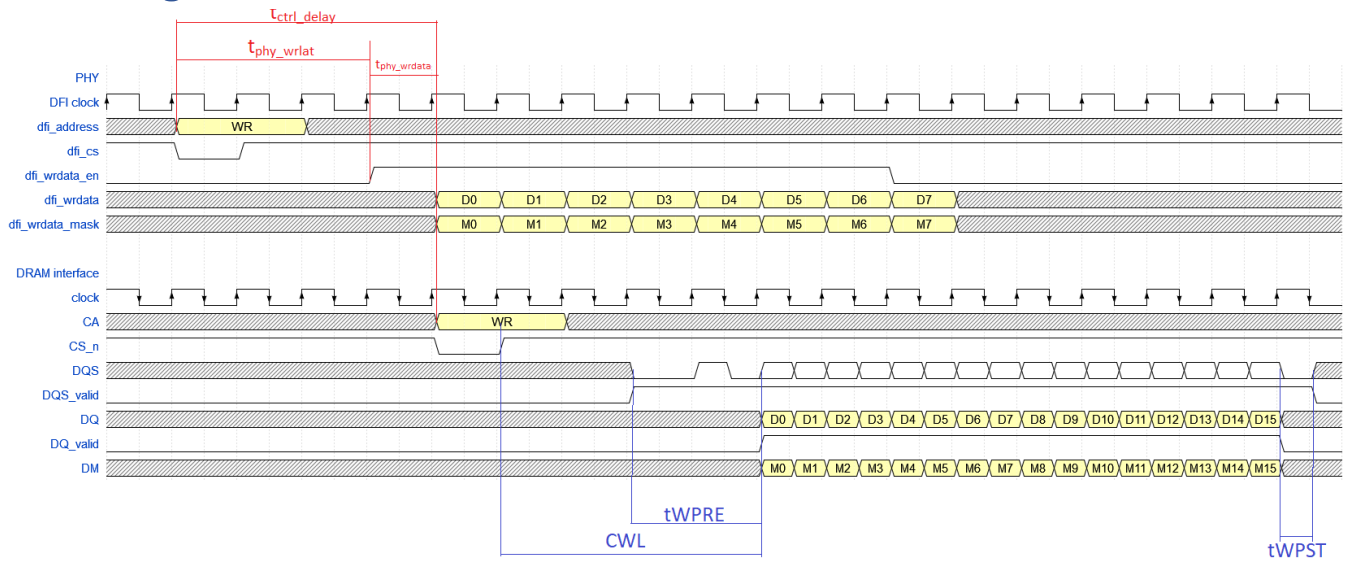 tctrl_delay
tphy_wrlat
tphy_wrdata
PHY
DFI clock
dfi_address WR
dfi_cs
dfi_wrdata_en
dfi_wrdata D0 D1 D2 D3 D4 D5 D6 D7
dfi_wrdata_mask M0 M1 M2 M3 M4 M5 M6 M7
DRAM interface
clock
CA WR
CS_n
DQS
DQS_valid
DQ D0 D1 D2 D3 D4 D5 D6 D7 D8 D9 D10 D11 D12 D13 D14 D15
DQ_valid
DM M0 M1 M2 M3 M4 M5 M6 M7 M8 M9 M10 M11 M12 M13 M14 M15
tWPRE
CWL
tWPST